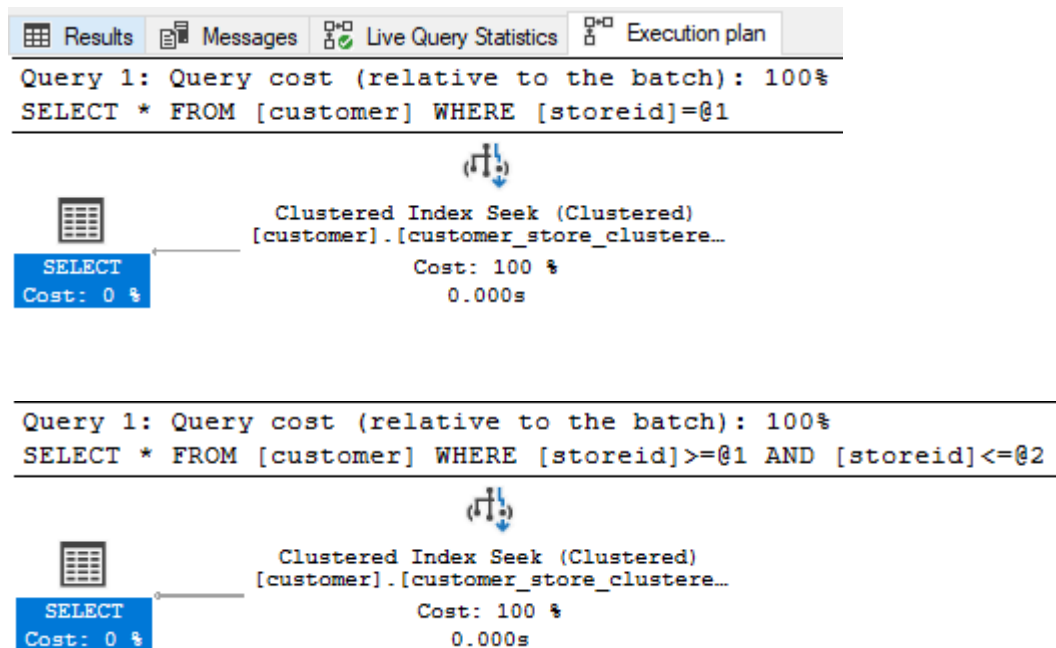 Results Messages Live Query Statistics Execution plan
Query 1: Query cost (relative to the batch): 100%
SELECT * FROM [customer] WHERE [storeid]=@1
Clustered Index Seek (Clustered)
[customer].[customer_store_clustere…
SELECT
Cost: 0 %
Cost: 100 %
0.000s
Query 1: Query cost (relative to the batch): 100%
SELECT * FROM [customer] WHERE [storeid]>=@1 AND [storeid]<=@2
Clustered Index Seek (Clustered)
[customer].[customer_store_clustere…
SELECT
Cost: 0 %
Cost: 100 %
0.000s